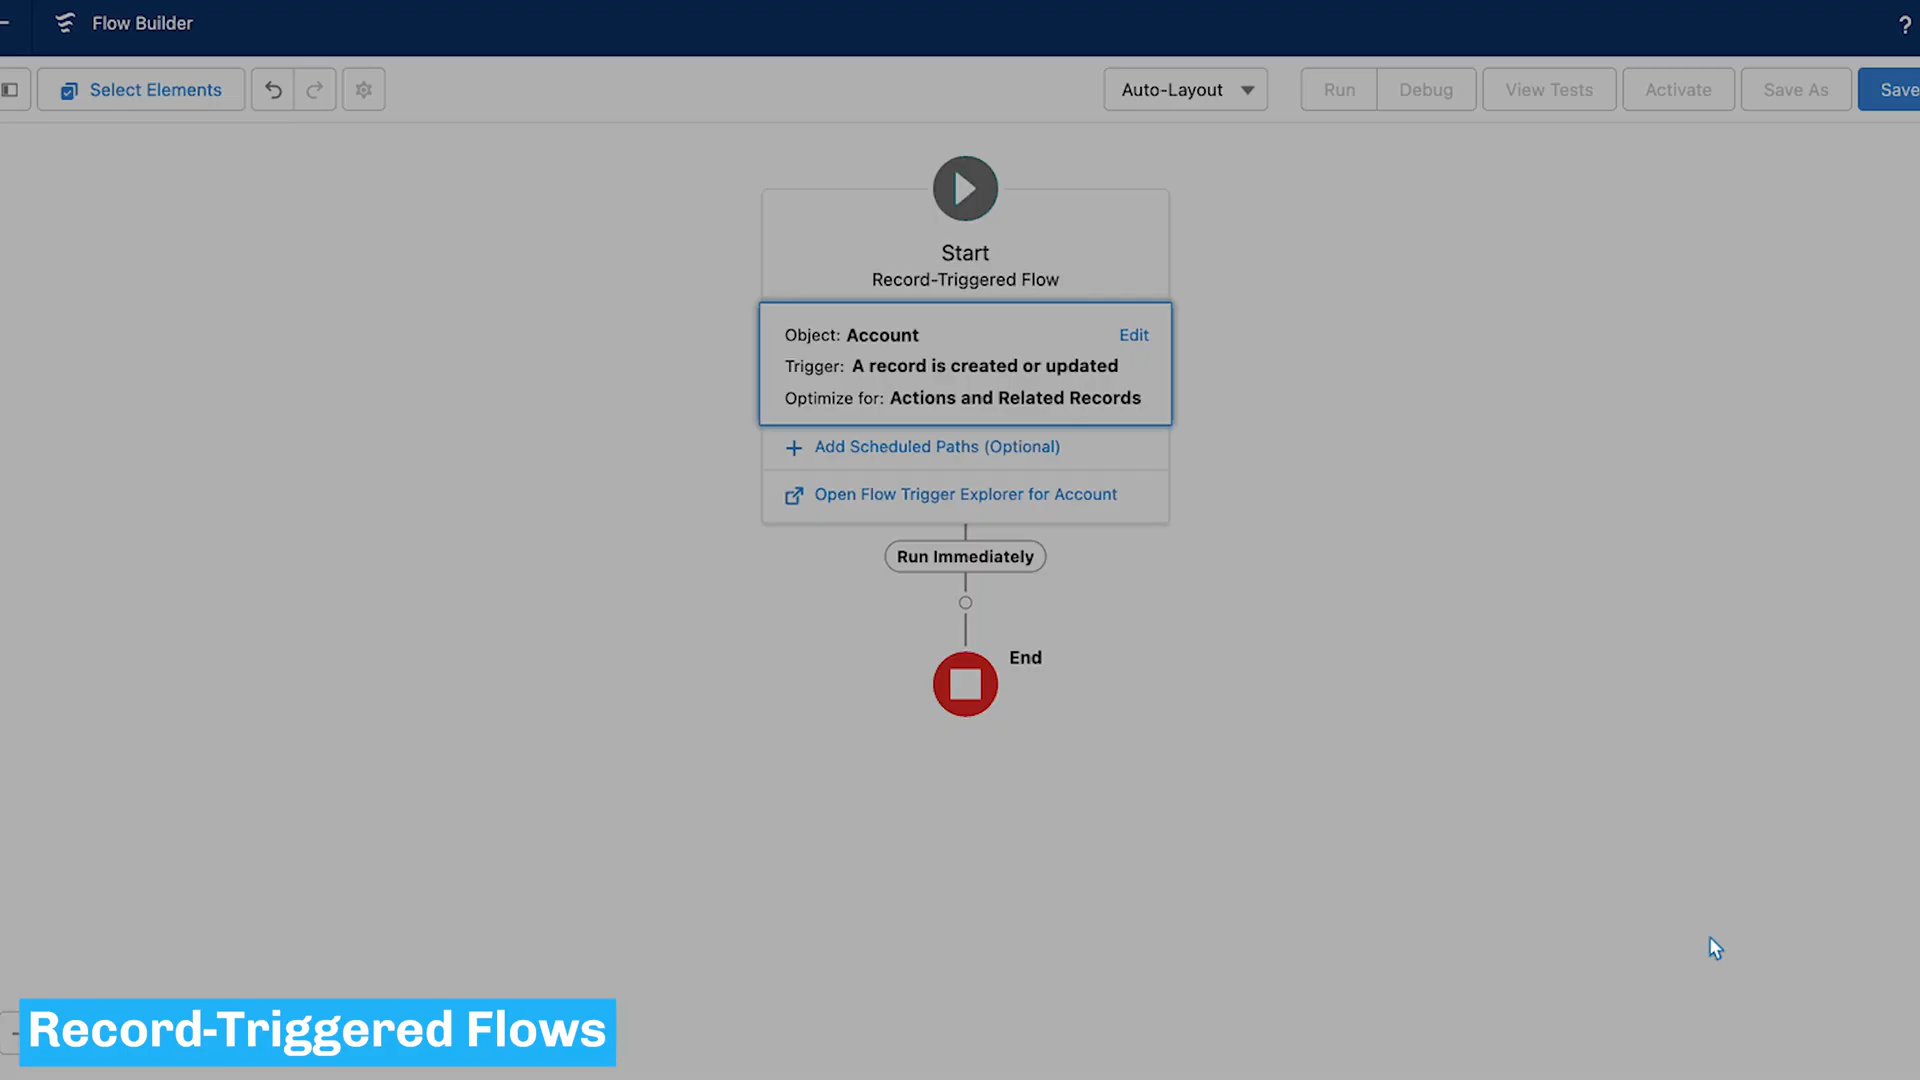 Flow Builder
?
Select Elements
Auto-Layout
Run
Debug
View Tests
Activate
Save As
Save
Start
Record-Triggered Flow
Object: Account
Edit
Trigger: A record is created or updated
Optimize for: Actions and Related Records
Add Scheduled Paths (Optional)
Open Flow Trigger Explorer for Account
Run Immediately
End
Record-Triggered Flows